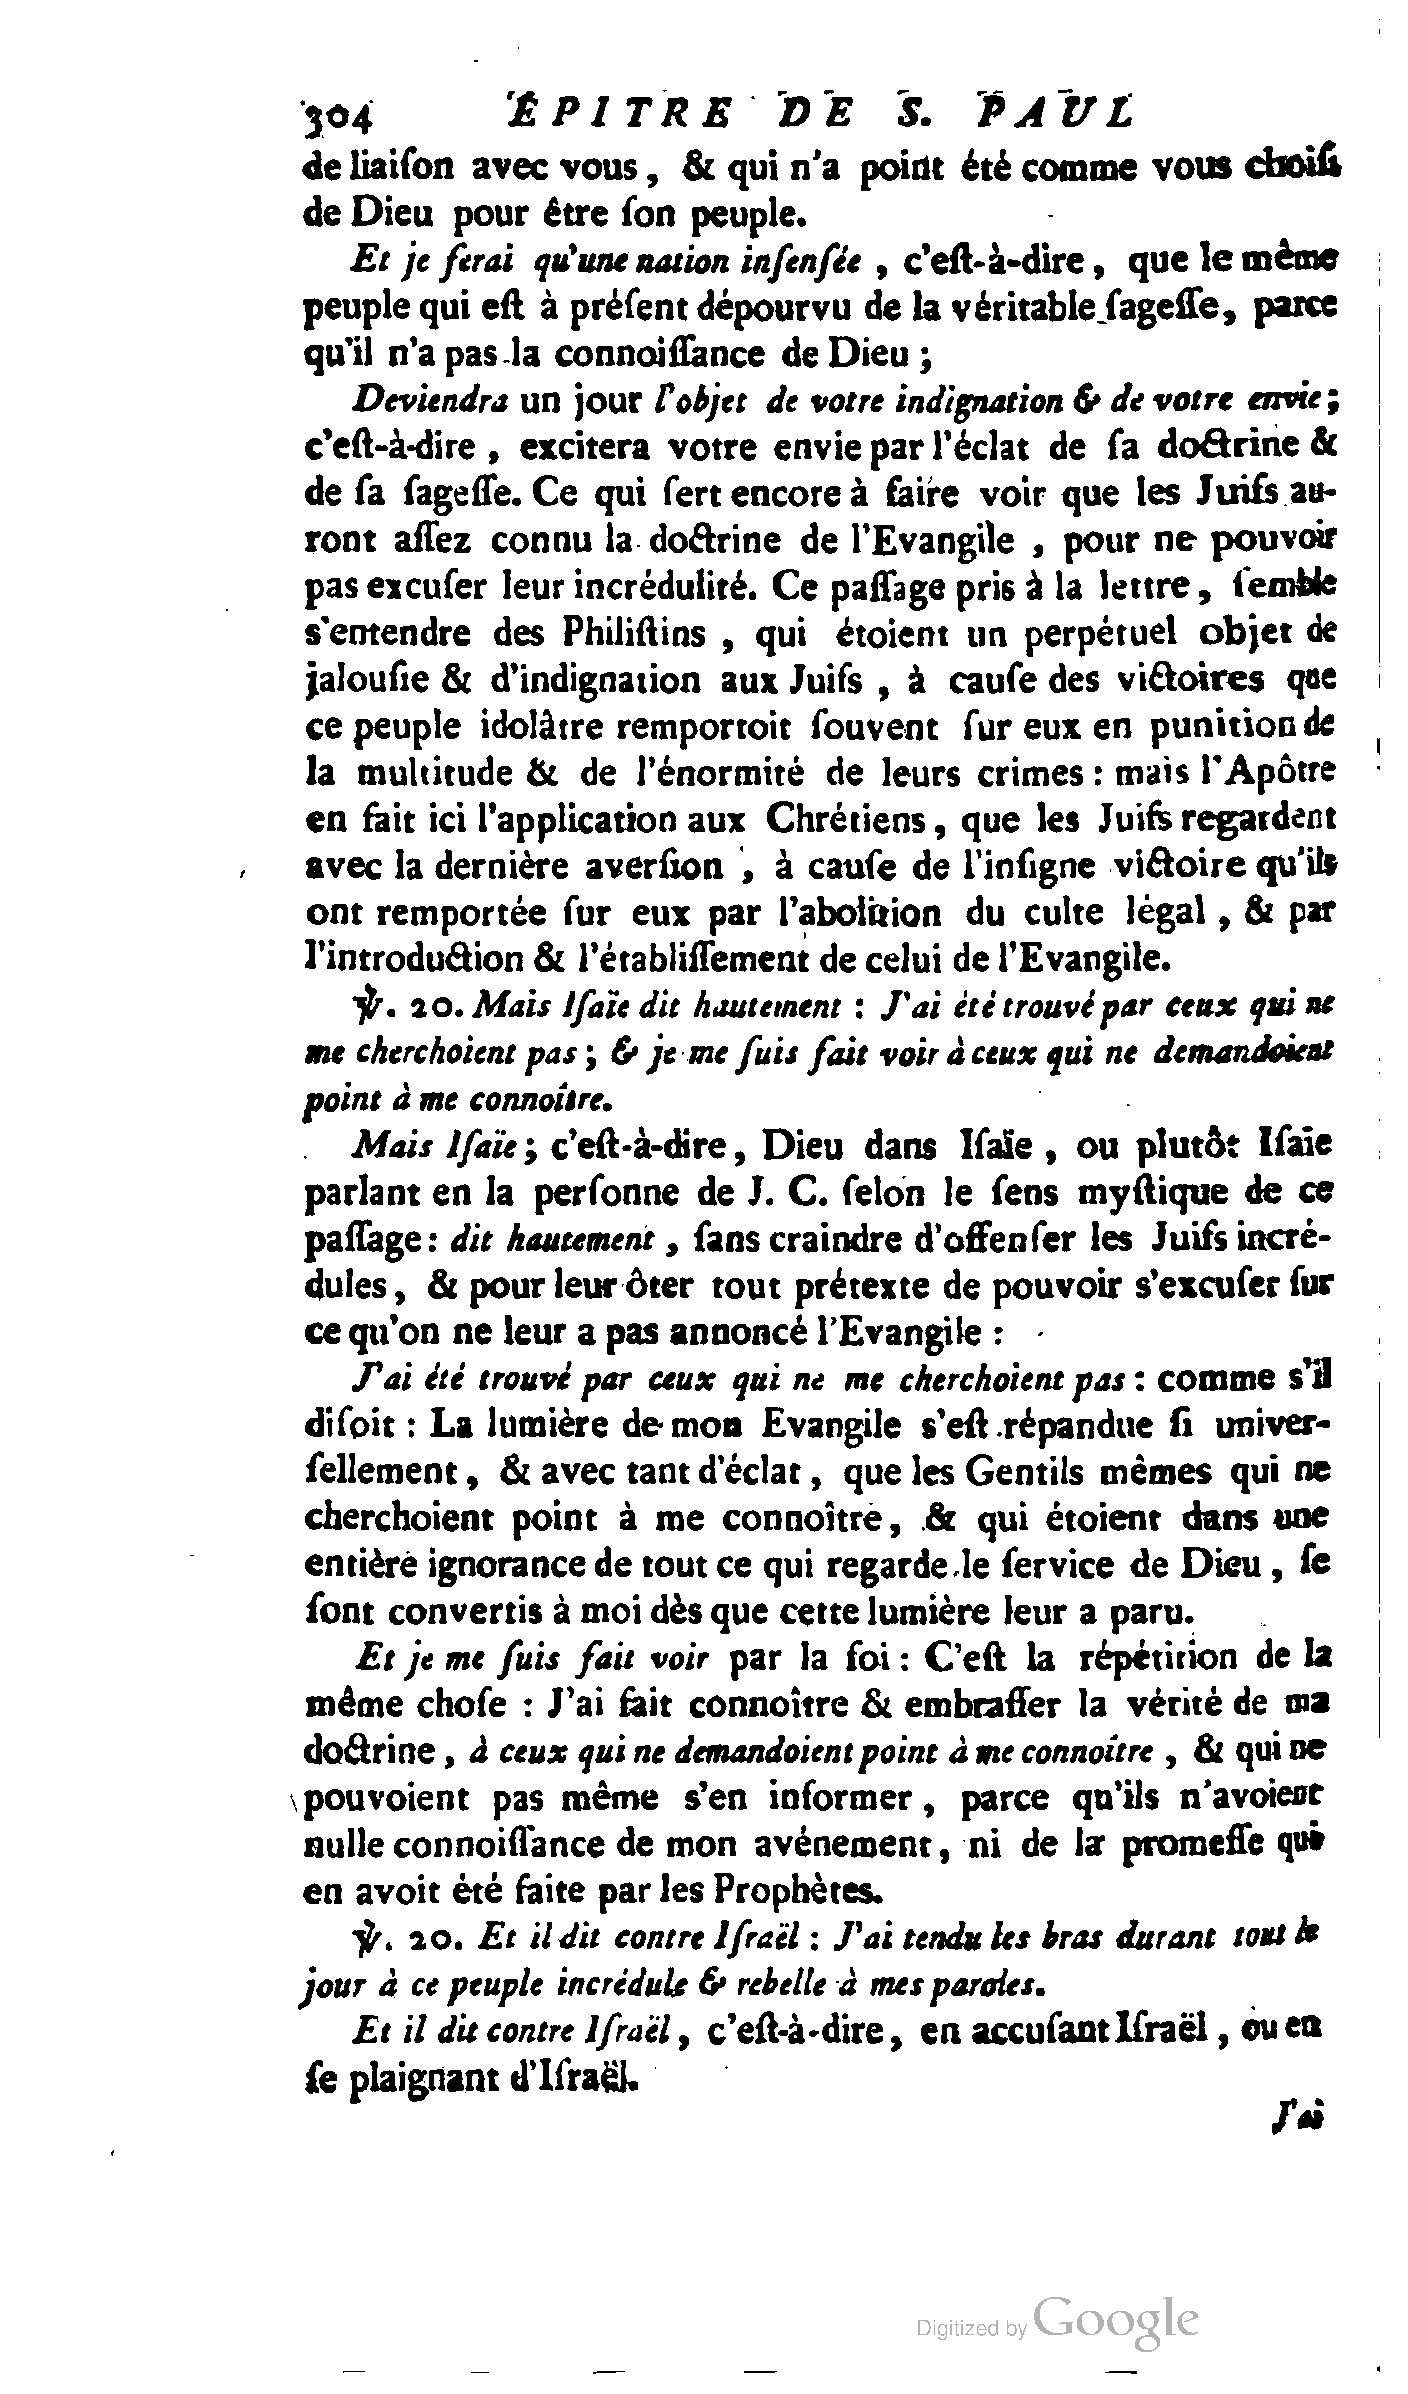 304 ÉPITRE DE S. PAUL
de liaiſon avec vous, & qui n'a point été comme vous choiſi
de Dieu pour être ſon peuple.
Et je ferai qu'une nation inſenſée, c'eſt-à-dire, que le même
peuple qui eſt à préſent dépourvu de la véritable ſageſſe, parce
qu'il n'a pas la connoiſſance de Dieu ;
Deviendra un jour l'objet de votre indignation & de votre envie ;
c'eſt-à-dire, excitera votre envie par l'éclat de ſa doctrine &
de ſa ſageſſe. Ce qui ſert encore à faire voir que les Juifs au-
ront aſſez connu la doctrine de l'Evangile, pour ne pouvoir
pas excuſer leur incrédulité. Ce paſſage pris à la lettre, ſemble
s'entendre des Philiſtins, qui étoient un perpétuel objet de
jalouſie & d'indignation aux Juifs, à cauſe des victoires que
ce peuple idolâtre remportoit ſouvent ſur eux en punition de
la multitude & de l'énormité de leurs crimes : mais l'Apôtre
en fait ici l'application aux Chrétiens, que les Juifs regardent
avec la dernière averſion, à cauſe de l'inſigne victoire qu'ils
ont remportée ſur eux par l'abolition du culte légal, & par
l'introduction & l'établiſſement de celui de l'Evangile.
℣. 20. Mais Iſaïe dit hautement : J'ai été trouvé par ceux qui ne
me cherchoient pas ; & je me ſuis fait voir à ceux qui ne demandoient
point à me connoître.
Mais Iſaïe ; c'eſt-à-dire, Dieu dans Iſaïe, ou plutôt Iſaïe
parlant en la perſonne de J. C. ſelon le ſens myſtique de ce
paſſage : dit hautement, ſans craindre d'offenſer les Juifs incré-
dules, & pour leur ôter tout prétexte de pouvoir s'excuſer ſur
ce qu'on ne leur a pas annoncé l'Evangile :
J'ai été trouvé par ceux qui ne me cherchoient pas : comme s'il
diſoit : La lumière de mon Evangile s'eſt répandue ſi univer-
ſellement, & avec tant d'éclat, que les Gentils mêmes qui ne
cherchoient point à me connoître, & qui étoient dans une
entière ignorance de tout ce qui regarde le ſervice de Dieu, ſe
ſont convertis à moi dès que cette lumière leur a paru.
Et je me ſuis fait voir par la foi : C'eſt la répétition de la
même choſe : J'ai fait connoître & embraſſer la vérité de ma
doctrine, à ceux qui ne demandoient point à me connoître, & qui ne
pouvoient pas même s'en informer, parce qu'ils n'avoient
nulle connoiſſance de mon avénement, ni de la promeſſe qui
en avoit été faite par les Prophètes.
℣. 20. Et il dit contre Iſraël : J'ai tendu les bras durant tout le
jour à ce peuple incrédule & rebelle à mes paroles.
Et il dit contre Iſraël, c'eſt-à-dire, en accuſant Iſraël, ou en
ſe plaignant d'Iſraël.
J'ai
Digitized by Google